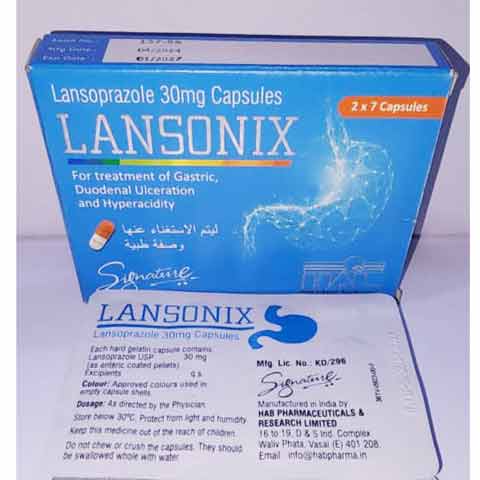 04/2024
01/2027
Lansoprazole 30mg Capsules
2 x 7 Capsules
LANSONIX
For treatment of Gastric,
Duodenal Ulceration
and Hyperacidity
ليتم الاستغناء عنها
وصفة طبية
Signature
LANSONIX
Lansoprazole 30mg Capsules
Each hard gelatin capsule contains:
Lansoprazole USP 30 mg
(as enteric coated pellets)
Excipients q.s.
Colour: Approved colours used in
empty capsule shells.
Dosage: As directed by the Physician.
Store below 30°C. Protect from light and humidity
Keep this medicine out of the reach of children.
Do not chew or crush the capsules. They should
be swallowed whole with water.
Mfg. Lic. No.: KD/296
Signature
Manufactured in India by
HAB PHARMACEUTICALS &
RESEARCH LIMITED
16 to 19, D & S Ind. Complex
Waliv Phata, Vasai (E) 401 208.
Email : info@habpharma.in